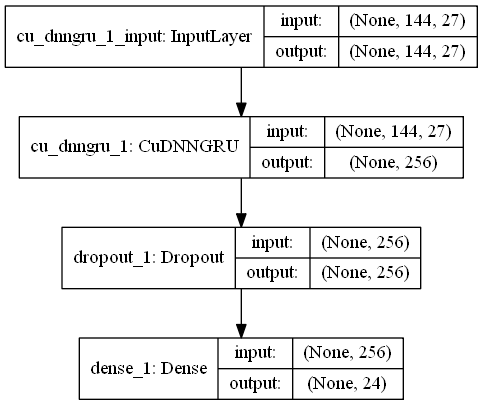 cu_dnngru_1_input: InputLayer
input: (None, 144, 27)
output: (None, 144, 27)
cu_dnngru_1: CuDNNGRU
input: (None, 144, 27)
output: (None, 256)
dropout_1: Dropout
input: (None, 256)
output: (None, 256)
dense_1: Dense
input: (None, 256)
output: (None, 24)